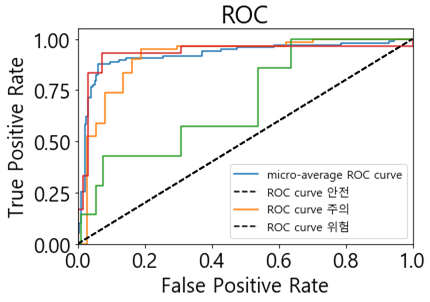 ROC
True Positive Rate
1.00
0.75
0.50
0.25
0.00
micro-average ROC curve
ROC curve 안전
ROC curve 주의
ROC curve 위험
0.0 0.2 0.4 0.6 0.8 1.0
False Positive Rate